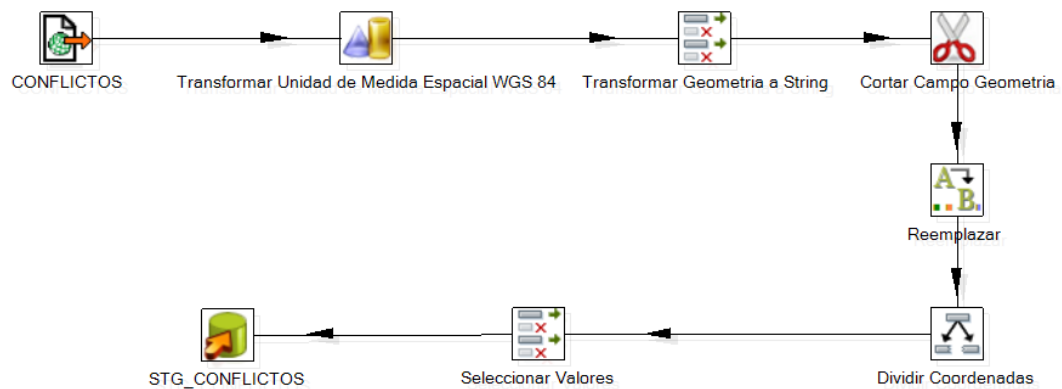 CONFLICTOS
Transformar Unidad de Medida Espacial WGS 84
Transformar Geometria a String
Cortar Campo Geometria
A
B
Reemplazar
STG_CONFLICTOS
Seleccionar Valores
Dividir Coordenadas